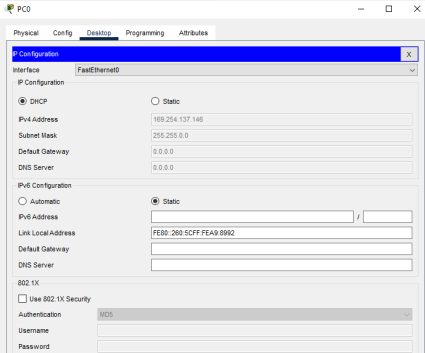 PC0
Physical Config Desktop Programming Attributes
IP Configuration X
Interface FastEthernet0
IP Configuration
DHCP Static
IPv4 Address 169.254.137.146
Subnet Mask 255.255.0.0
Default Gateway 0.0.0.0
DNS Server 0.0.0.0
IPv6 Configuration
Automatic Static
IPv6 Address /
Link Local Address FE80::260:5CFF:FEA9:8992
Default Gateway
DNS Server
802.1X
Use 802.1X Security
Authentication MD5
Username
Password